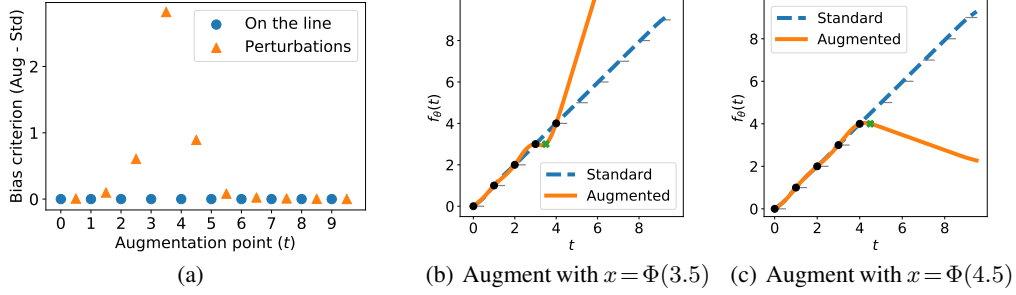 Bias criterion (Aug - Std)
2
1
0
On the line
Perturbations
0 1 2 3 4 5 6 7 8 9
Augmentation point (t)
(a)
fθ(t)
8
6
4
2
0
Standard
Augmented
0 2 4 6 8
t
(b) Augment with x = Φ(3.5)
fθ(t)
8
6
4
2
0
Standard
Augmented
0 2 4 6 8
t
(c) Augment with x = Φ(4.5)